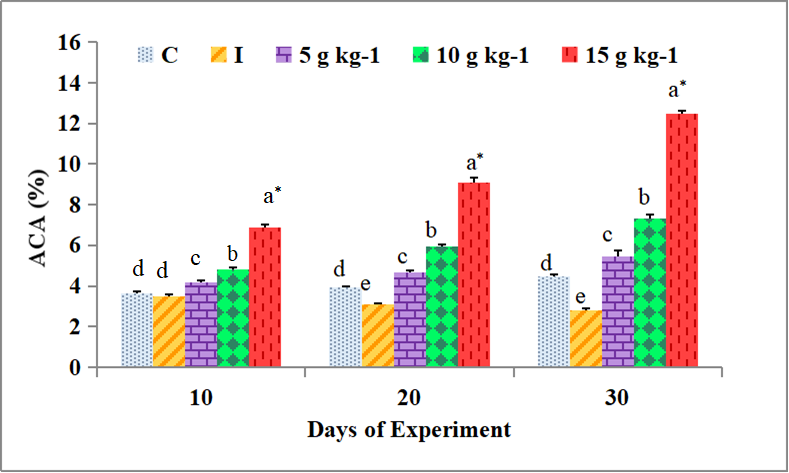 16
C I 5 g kg-1 10 g kg-1 15 g kg-1
14
12
10
8
6
4
2
0
ACA (%)
d d c b a*
d e c b a*
d e c b a*
10 20 30
Days of Experiment